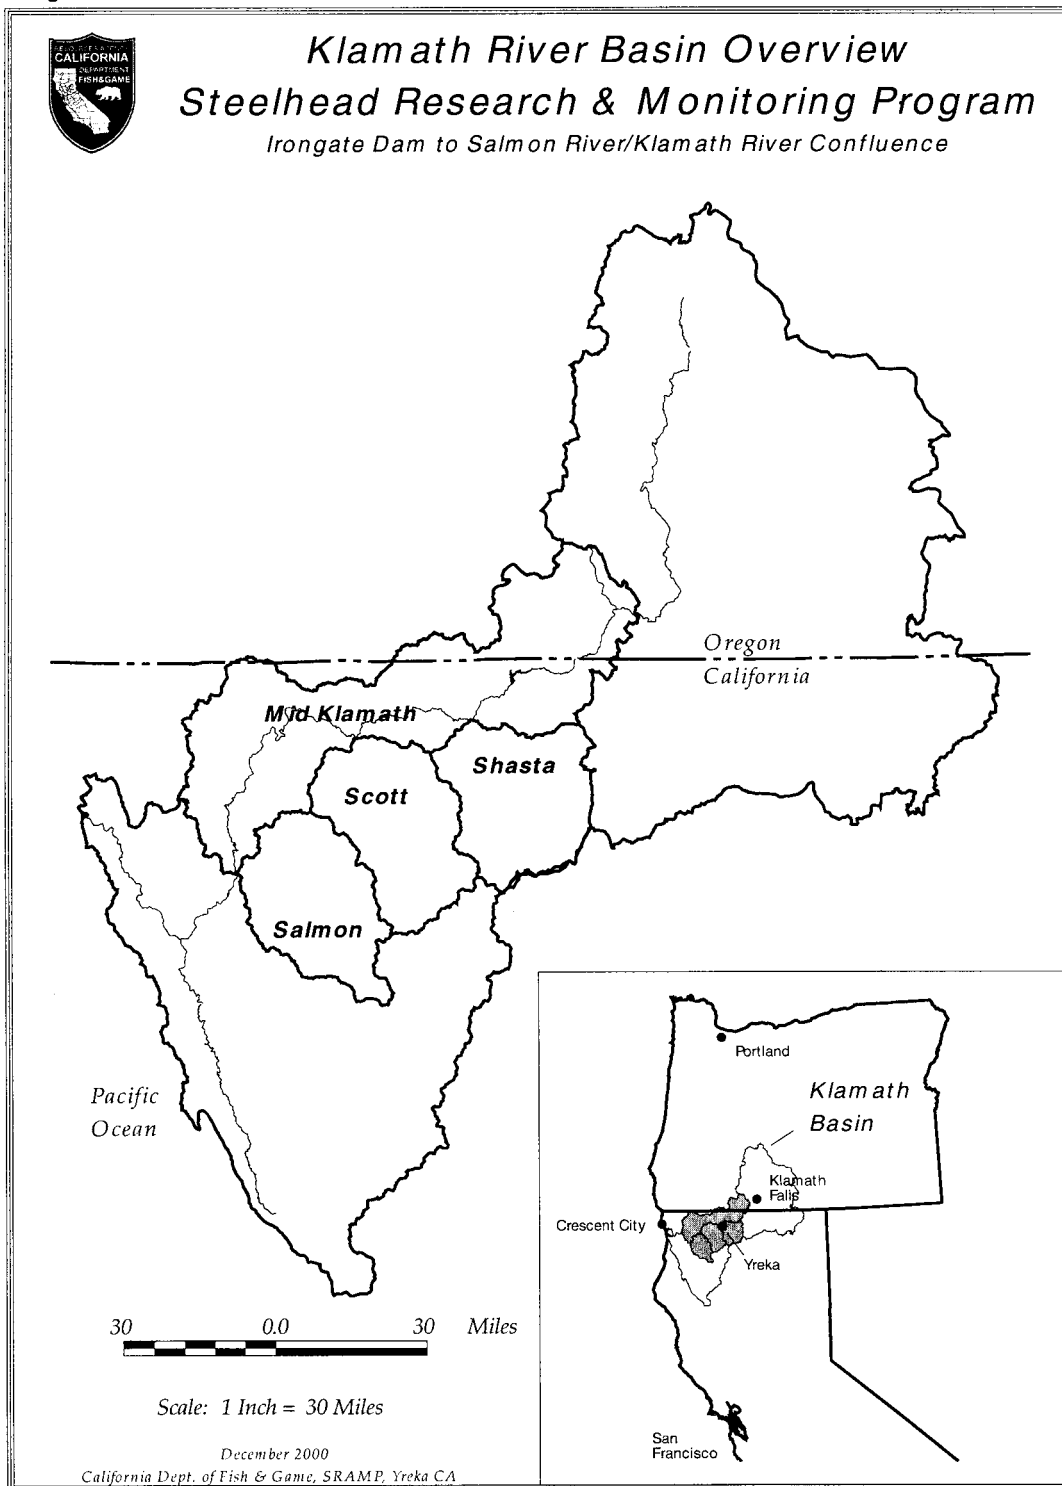 RESOURCES AGENCY
CALIFORNIA
DEPARTMENT
FISH&GAME
Klamath River Basin Overview
Steelhead Research & Monitoring Program
Irongate Dam to Salmon River/Klamath River Confluence
Oregon
California
Mid Klamath
Shasta
Scott
Salmon
Pacific
Ocean
30 0.0 30 Miles
Scale: 1 Inch = 30 Miles
December 2000
California Dept. of Fish & Game, SRAMP, Yreka CA
Portland
Klamath
Basin
Klamath
Falls
Crescent City
Yreka
San
Francisco